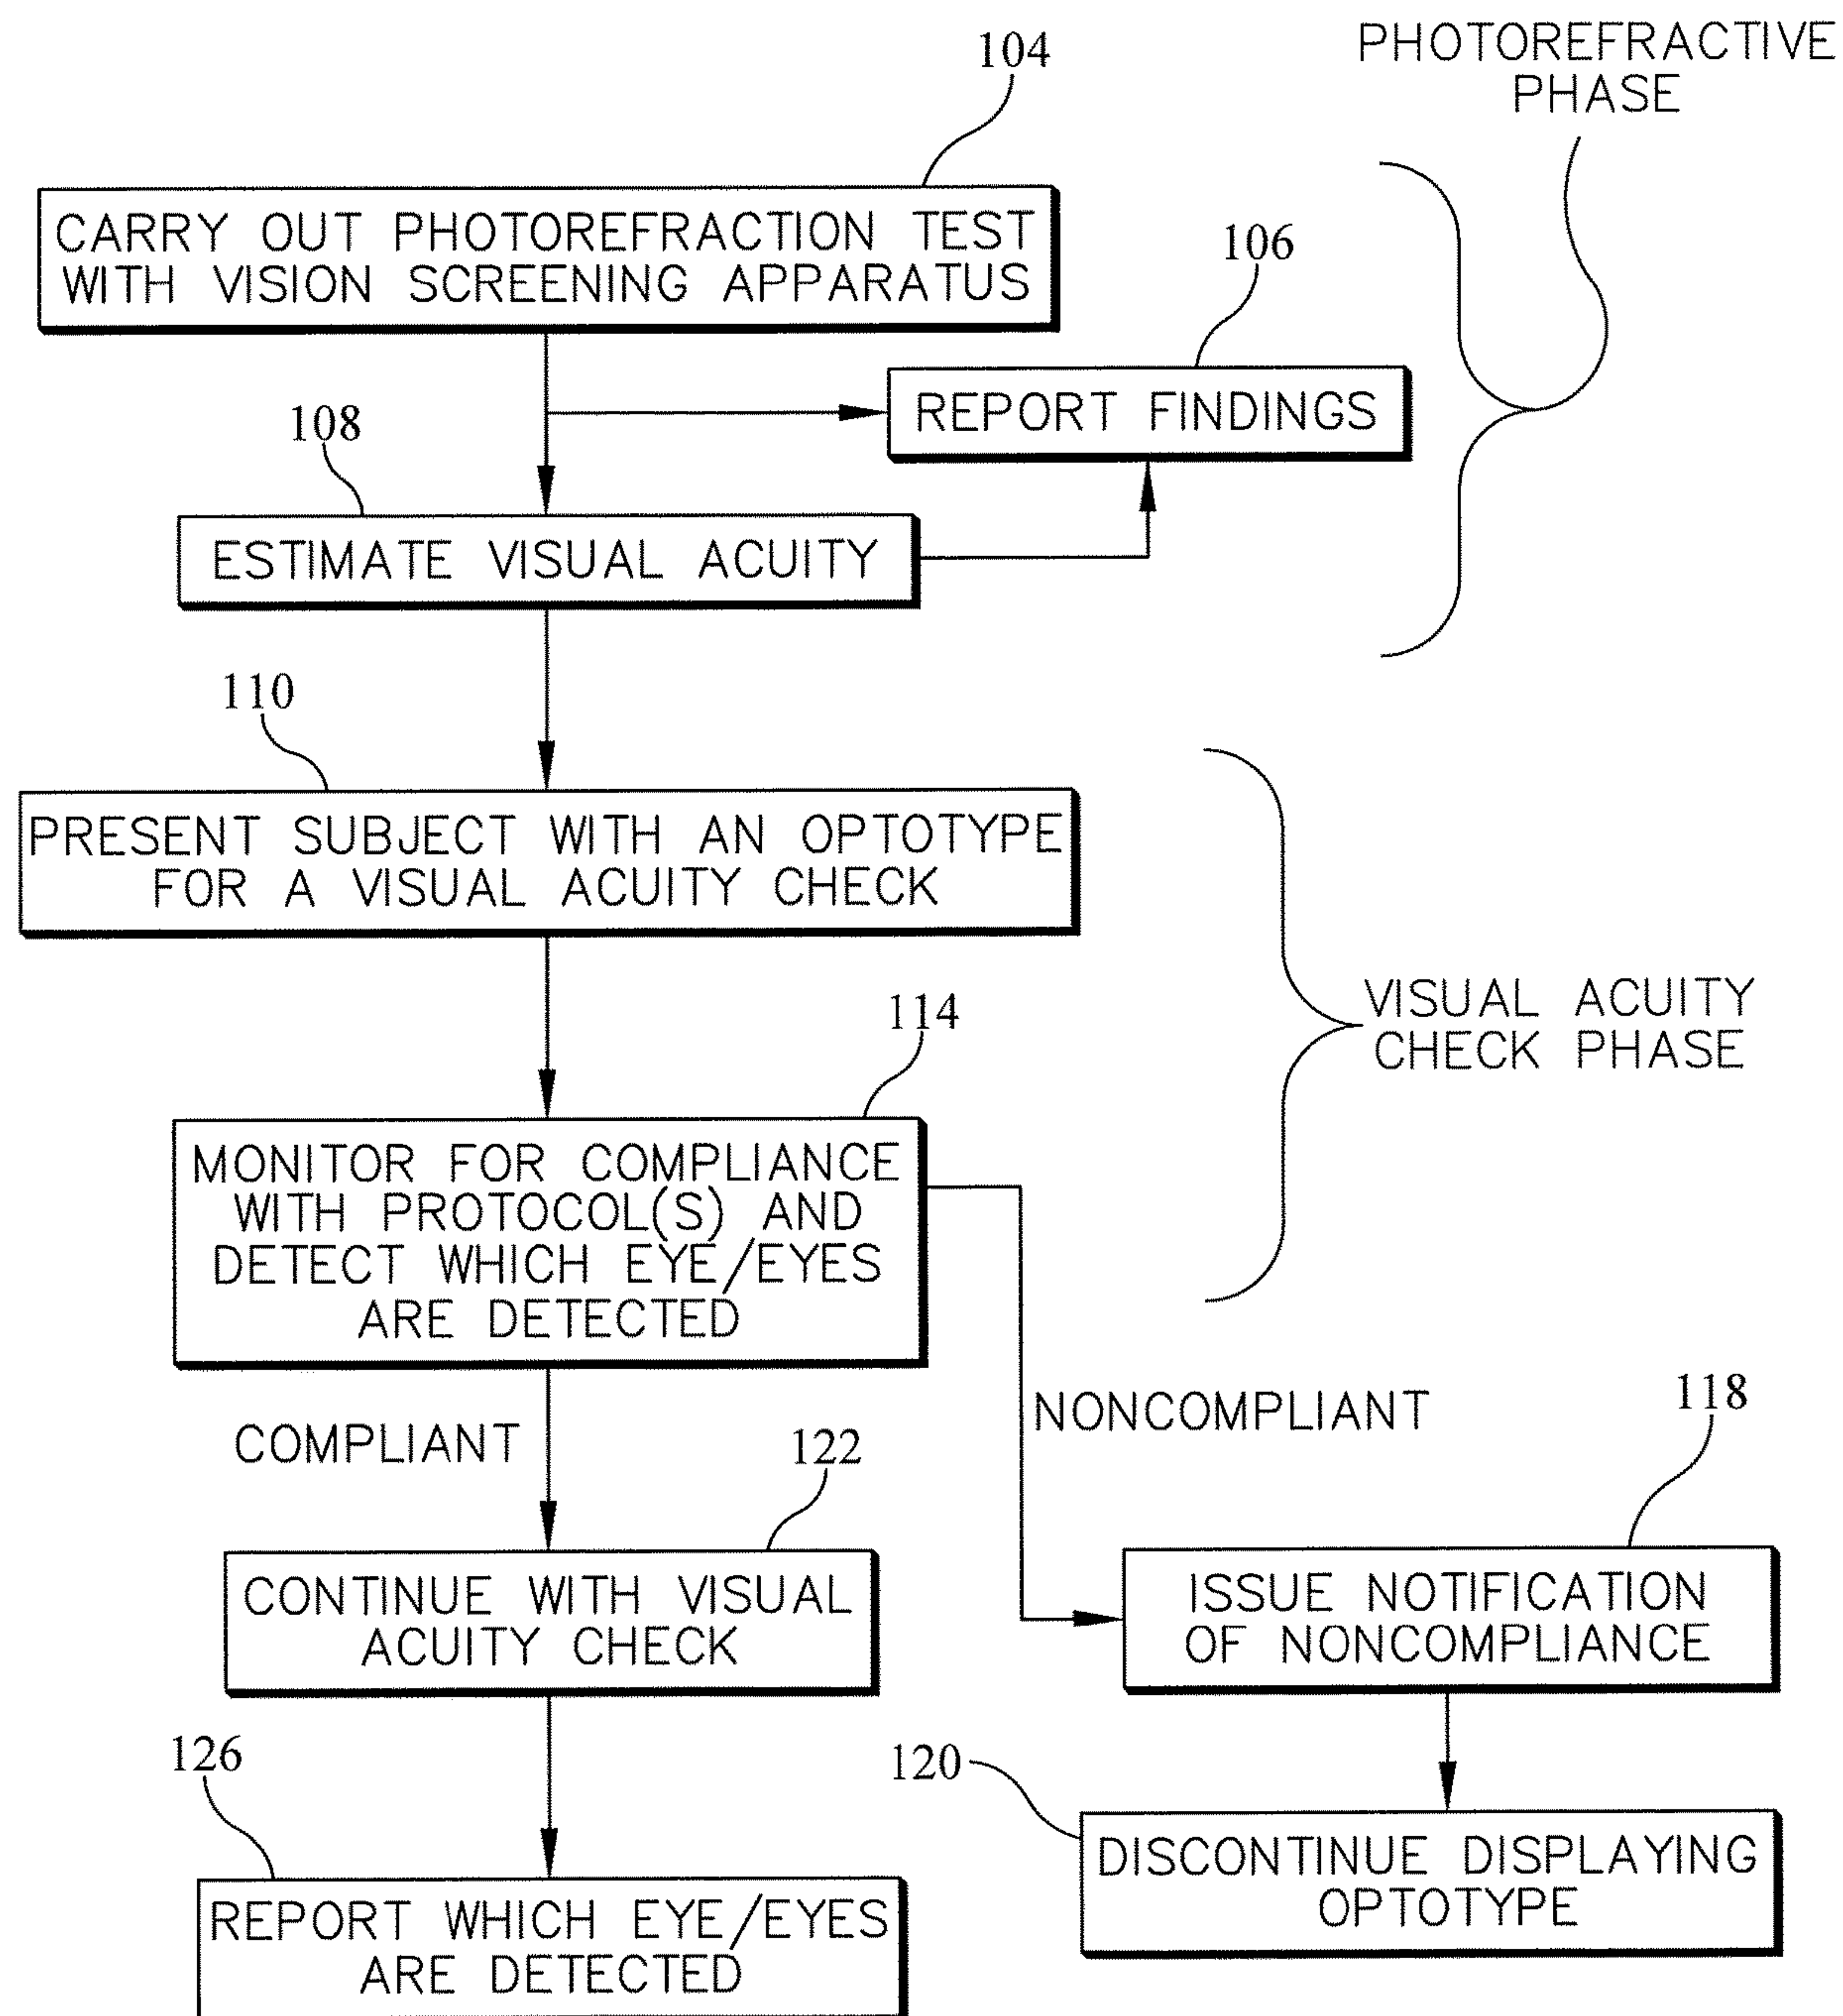 PHOTOREFRACTIVE
PHASE
104
CARRY OUT PHOTOREFRACTION TEST
WITH VISION SCREENING APPARATUS
106
REPORT FINDINGS
108
ESTIMATE VISUAL ACUITY
110
PRESENT SUBJECT WITH AN OPTOTYPE
FOR A VISUAL ACUITY CHECK
VISUAL ACUITY
CHECK PHASE
114
MONITOR FOR COMPLIANCE
WITH PROTOCOL(S) AND
DETECT WHICH EYE/EYES
ARE DETECTED
COMPLIANT
NONCOMPLIANT
122
CONTINUE WITH VISUAL
ACUITY CHECK
118
ISSUE NOTIFICATION
OF NONCOMPLIANCE
126
REPORT WHICH EYE/EYES
ARE DETECTED
120
DISCONTINUE DISPLAYING
OPTOTYPE